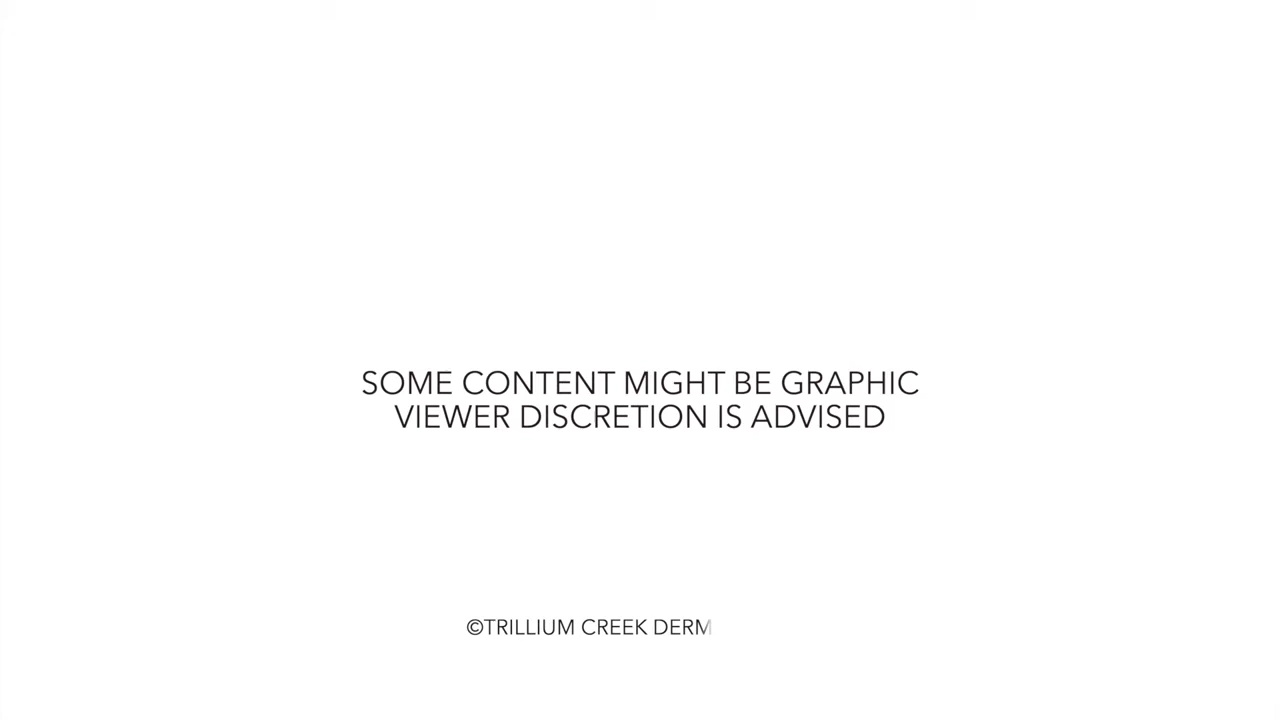 SOME CONTENT MIGHT BE GRAPHIC
VIEWER DISCRETION IS ADVISED
©TRILLIUM CREEK DERM